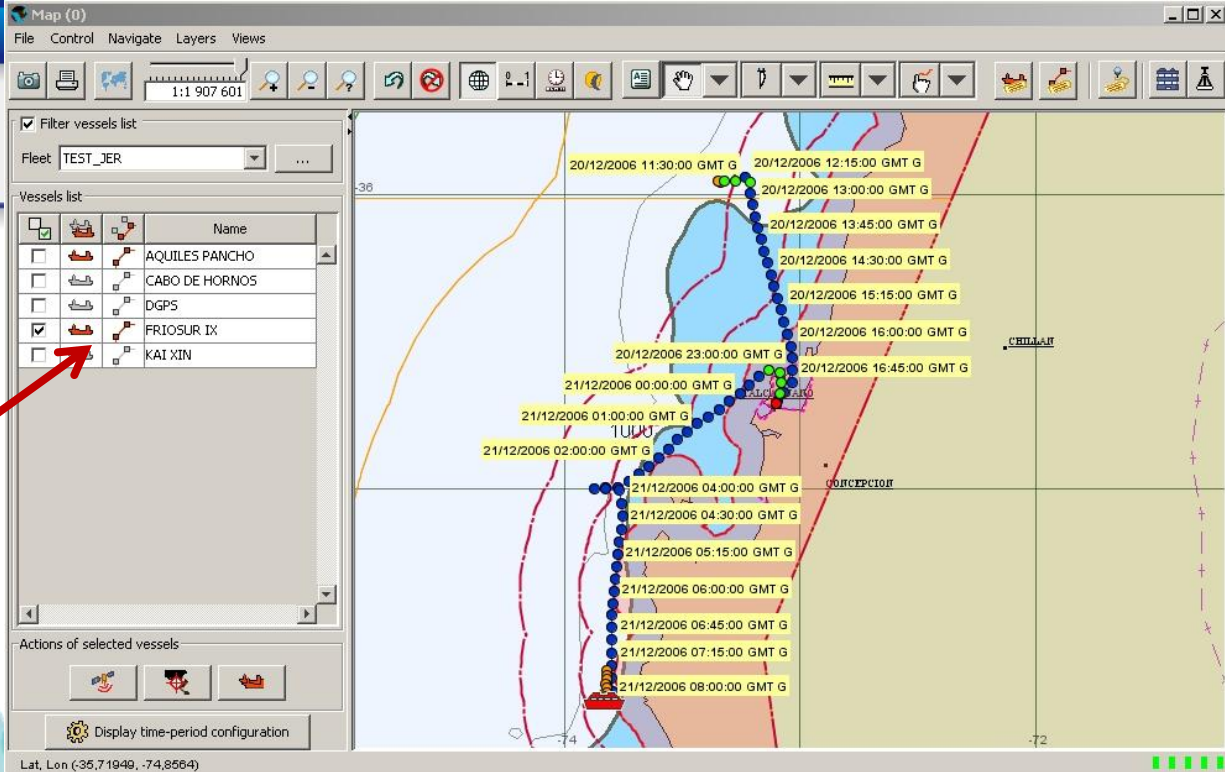 Map (0)
File Control Navigate Layers Views
1:1 907 601
Filter vessels list
Fleet TEST_JER ...
Vessels list
Name
AQUILES PANCHO
CABO DE HORNOS
DGPS
FRIOSUR IX
KAI XIN
Actions of selected vessels
Display time-period configuration
Lat, Lon (-35,71949, -74,8564)
20/12/2006 11:30:00 GMT G
20/12/2006 12:15:00 GMT G
-36
20/12/2006 13:00:00 GMT G
20/12/2006 13:45:00 GMT G
20/12/2006 14:30:00 GMT G
20/12/2006 15:15:00 GMT G
20/12/2006 16:00:00 GMT G
CHILLAN
20/12/2006 23:00:00 GMT G
20/12/2006 16:45:00 GMT G
21/12/2006 00:00:00 GMT G
21/12/2006 01:00:00 GMT G
1000
21/12/2006 02:00:00 GMT G
CONCEPCION
21/12/2006 04:00:00 GMT G
21/12/2006 04:30:00 GMT G
21/12/2006 05:15:00 GMT G
21/12/2006 06:00:00 GMT G
21/12/2006 06:45:00 GMT G
21/12/2006 07:15:00 GMT G
21/12/2006 08:00:00 GMT G
-74
-72